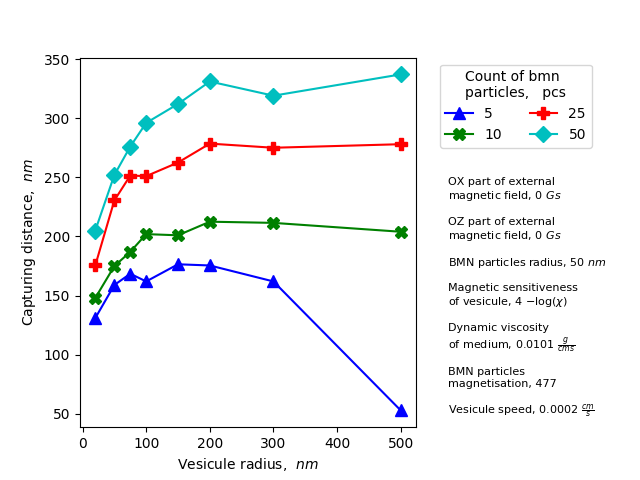 350
300
250
200
150
100
50
0
100
200
300
400
500
Capturing distance, nm
Vesicule radius, nm
Count of bmn
particles, pcs
5
25
10
50
OX part of external
magnetic field, 0 Gs
OZ part of external
magnetic field, 0 Gs
BMN particles radius, 50 nm
Magnetic sensitiveness
of vesicule, 4 −log(χ)
Dynamic viscosity
of medium, 0.0101 g/cms
BMN particles
magnetisation, 477
Vesicule speed, 0.0002 cm/s